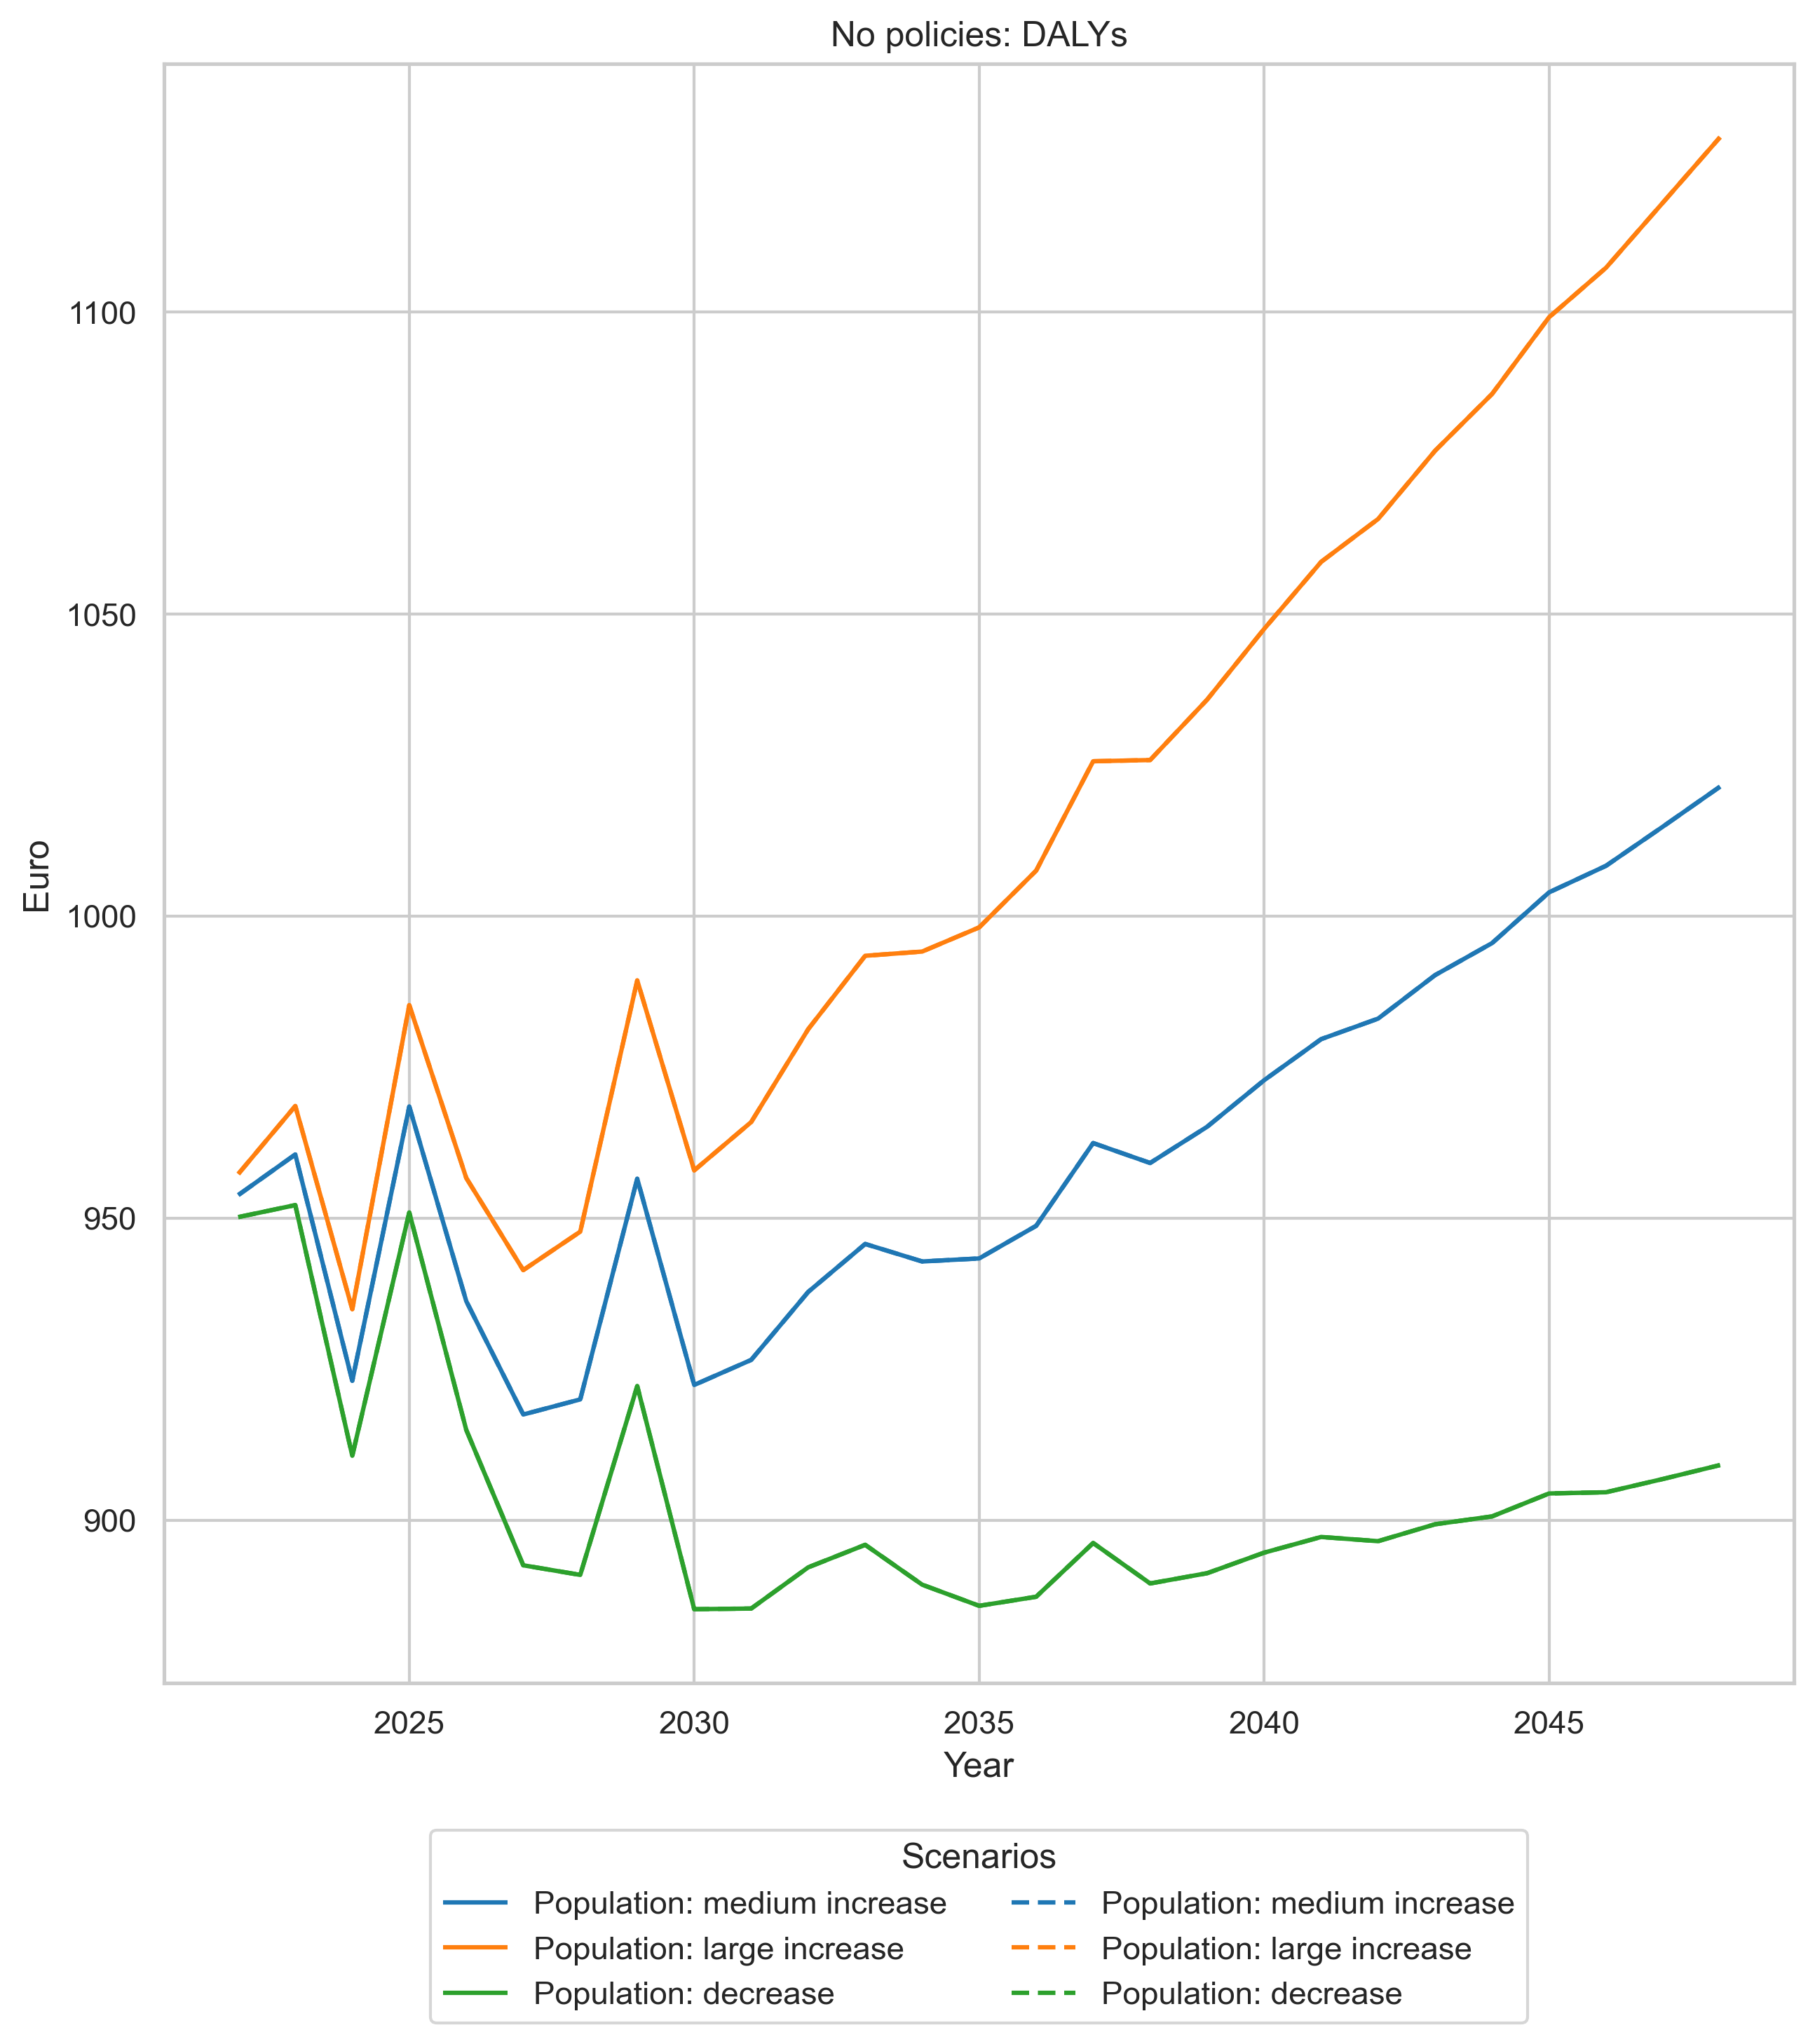 No policies: DALYs
1100
1050
1000
950
900
Euro
2025 2030 2035 2040 2045
Year
Scenarios
Population: medium increase Population: medium increase
Population: large increase Population: large increase
Population: decrease Population: decrease